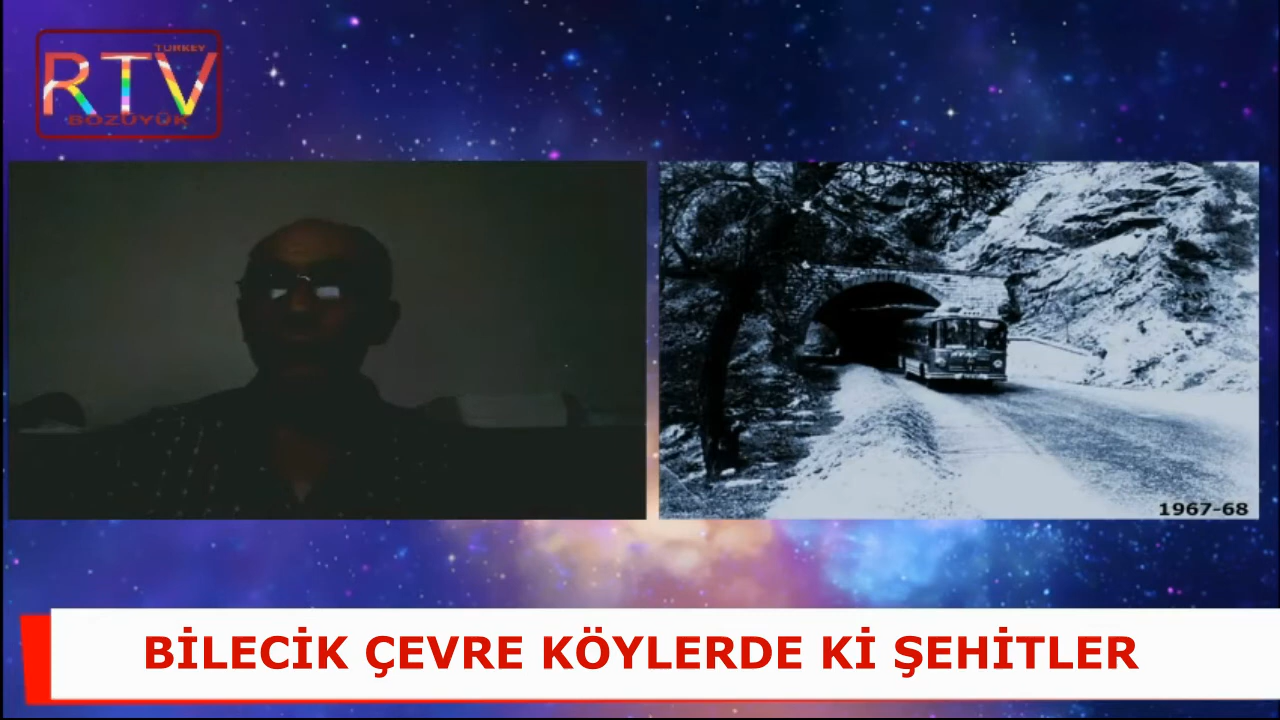 TURKEY
RTV
BOZÜYÜK
1967-68
BİLECİK ÇEVRE KÖYLERDE Kİ ŞEHİTLER